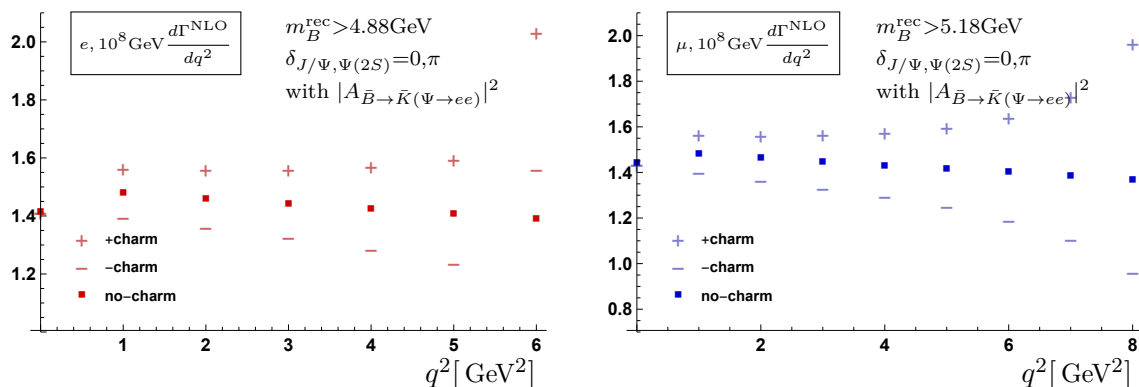 e, 10^8 GeV dΓ^NLO/dq^2
m_B^rec>4.88GeV
δ_J/Ψ,Ψ(2S)=0,π
with |A_B̄→K̄(Ψ→ee)|^2
2.0
1.8
1.6
1.4
1.2
+charm
−charm
no−charm
1 2 3 4 5 6
q^2[GeV^2]
μ, 10^8 GeV dΓ^NLO/dq^2
m_B^rec>5.18GeV
δ_J/Ψ,Ψ(2S)=0,π
with |A_B̄→K̄(Ψ→ee)|^2
2.0
1.8
1.6
1.4
1.2
1.0
0.8
+charm
−charm
no−charm
2 4 6 8
q^2[GeV^2]